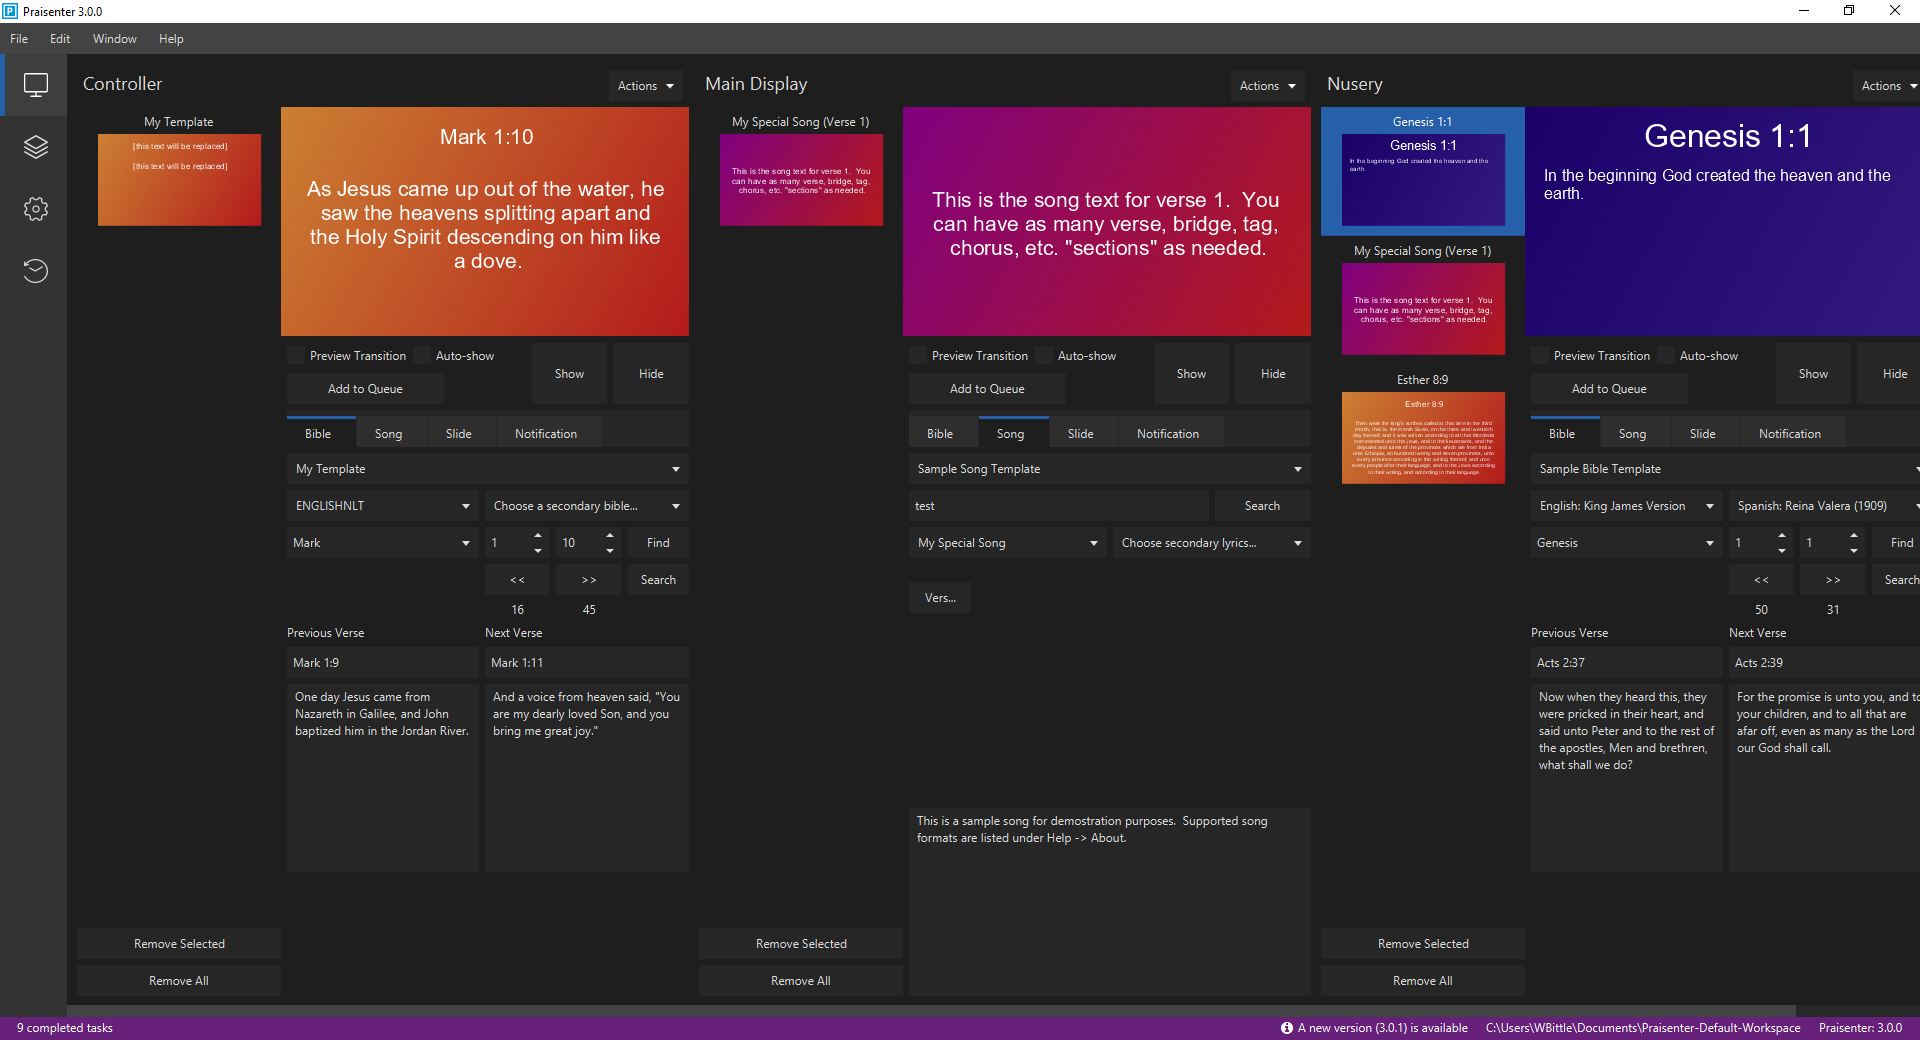 Praisenter 3.0.0
File Edit Window Help
Controller
Actions
My Template
[this text will be replaced]
[this text will be replaced]
Mark 1:10
As Jesus came up out of the water, he
saw the heavens splitting apart and
the Holy Spirit descending on him like
a dove.
Preview Transition Auto-show
Add to Queue
Show
Hide
Bible Song Slide Notification
My Template
ENGLISHNLT Choose a secondary bible...
Mark 1 10 Find
<< >> Search
16 45
Previous Verse Next Verse
Mark 1:9 Mark 1:11
One day Jesus came from
Nazareth in Galilee, and John
baptized him in the Jordan River.
And a voice from heaven said, "You
are my dearly loved Son, and you
bring me great joy."
Remove Selected
Remove All
Main Display
Actions
My Special Song (Verse 1)
This is the song text for verse 1.  You
can have as many verse, bridge, tag,
chorus, etc. "sections" as needed.
This is the song text for verse 1.  You
can have as many verse, bridge, tag,
chorus, etc. "sections" as needed.
Preview Transition Auto-show
Add to Queue
Show
Hide
Bible Song Slide Notification
Sample Song Template
test Search
My Special Song Choose secondary lyrics...
Vers...
This is a sample song for demostration purposes.  Supported song
formats are listed under Help -> About.
Remove Selected
Remove All
Nusery
Actions
Genesis 1:1
Genesis 1:1
In the beginning God created the heaven and the
earth.
My Special Song (Verse 1)
This is the song text for verse 1.  You
can have as many verse, bridge, tag,
chorus, etc. "sections" as needed.
Esther 8:9
Esther 8:9
Genesis 1:1
In the beginning God created the heaven and the
earth.
Preview Transition Auto-show
Add to Queue
Show
Hide
Bible Song Slide Notification
Sample Bible Template
English: King James Version Spanish: Reina Valera (1909)
Genesis 1 1 Find
<< >> Search
50 31
Previous Verse Next Verse
Acts 2:37 Acts 2:39
Now when they heard this, they
were pricked in their heart, and
said unto Peter and to the rest of
the apostles, Men and brethren,
what shall we do?
For the promise is unto you, and to
your children, and to all that are
afar off, even as many as the Lord
our God shall call.
Remove Selected
Remove All
9 completed tasks
A new version (3.0.1) is available C:\Users\WBittle\Documents\Praisenter-Default-Workspace Praisenter: 3.0.0